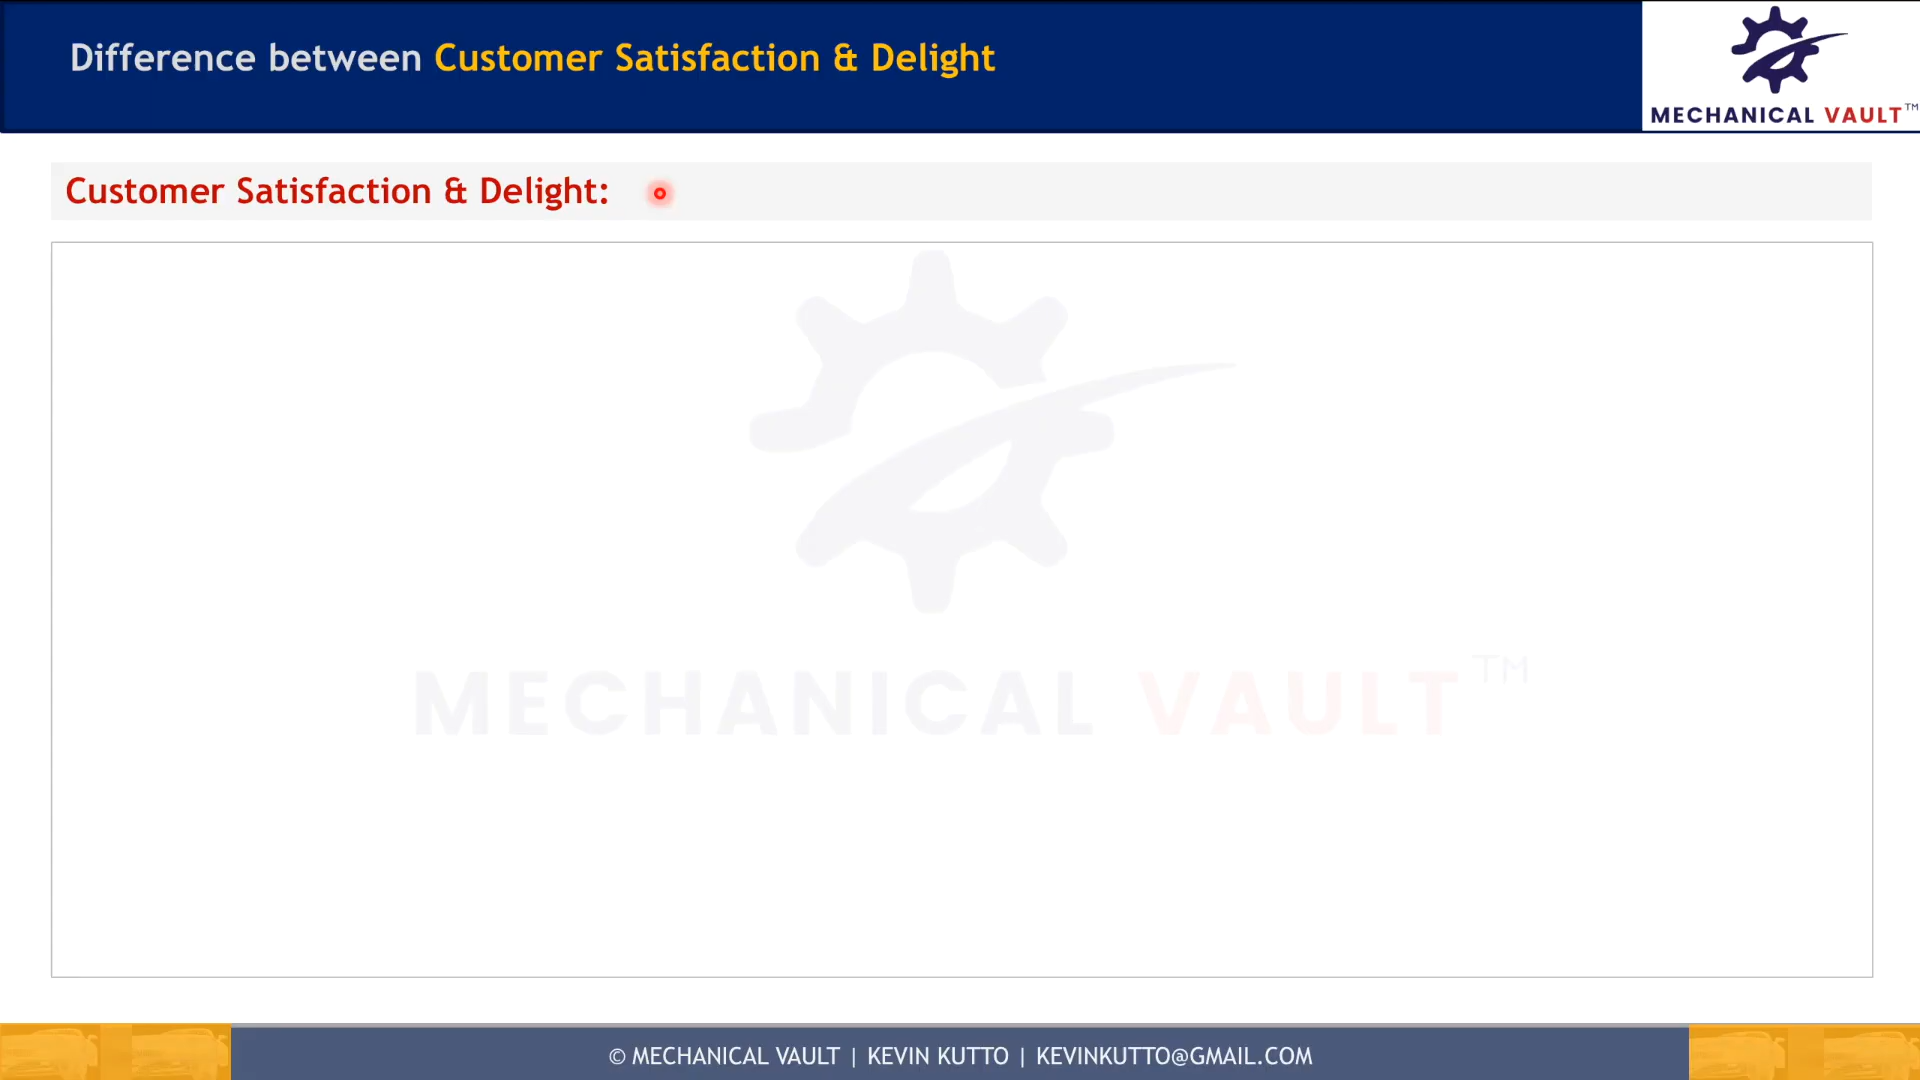 Difference between Customer Satisfaction & Delight
MECHANICAL VAULT™
Customer Satisfaction & Delight:
MECHANICAL VAULT™
© MECHANICAL VAULT | KEVIN KUTTO | KEVINKUTTO@GMAIL.COM